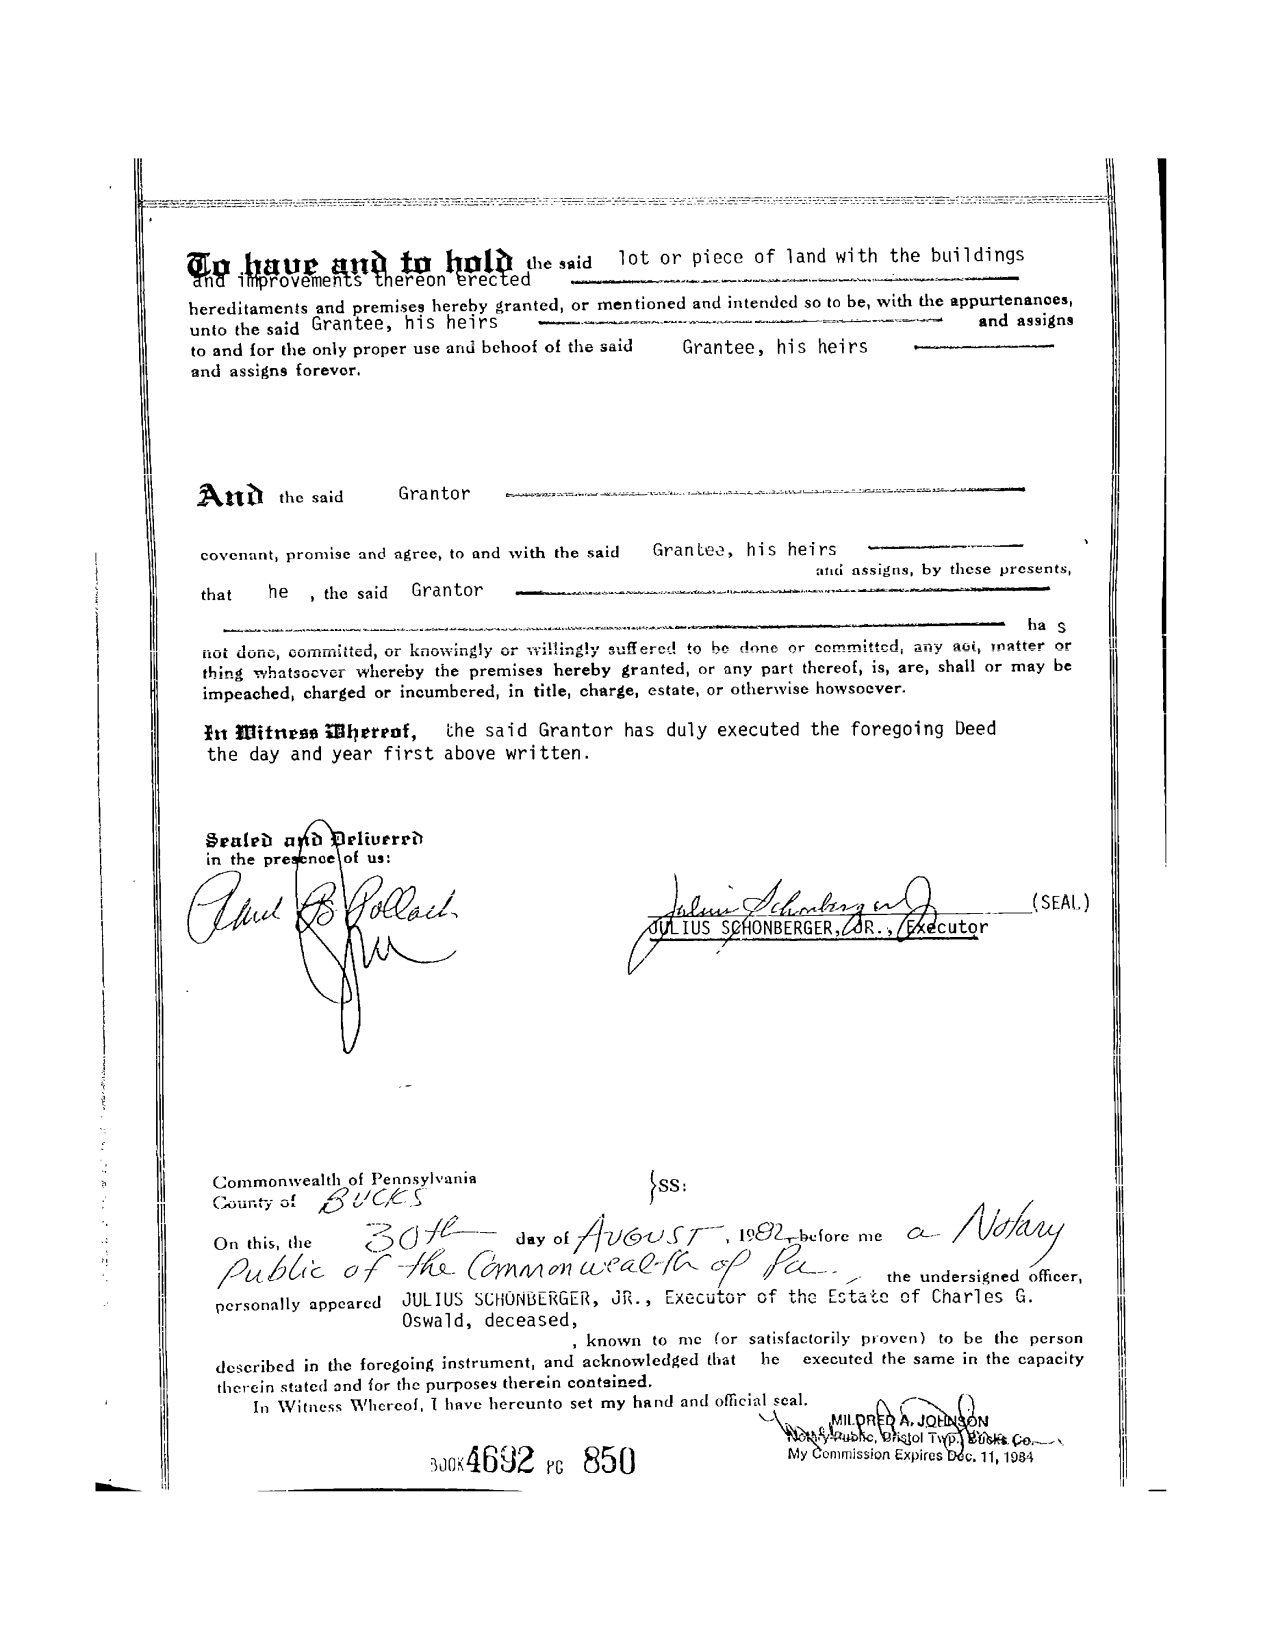 To have and to hold the said lot or piece of land with the buildings
and improvements thereon erected
hereditaments and premises hereby granted, or mentioned and intended so to be, with the appurtenances,
unto the said Grantee, his heirs and assigns
to and for the only proper use and behoof of the said Grantee, his heirs
and assigns forever.
And the said Grantor
covenant, promise and agree, to and with the said Grantee, his heirs
and assigns, by these presents,
that he , the said Grantor
ha s
not done, committed, or knowingly or willingly suffered to be done or committed, any act, matter or
thing whatsoever whereby the premises hereby granted, or any part thereof, is, are, shall or may be
impeached, charged or incumbered, in title, charge, estate, or otherwise howsoever.
In Witness Whereof, the said Grantor has duly executed the foregoing Deed
the day and year first above written.
Sealed and Delivered
in the presence of us:
Julius Schonberger Jr (SEAL)
JULIUS SCHONBERGER, JR., Executor
Commonwealth of Pennsylvania }SS:
County of BUCKS
On this, the 30th day of AUGUST, 1982, before me a Notary
Public of the Commonwealth of Pa. , the undersigned officer,
personally appeared JULIUS SCHONBERGER, JR., Executor of the Estate of Charles G.
Oswald, deceased,
, known to me (or satisfactorily proven) to be the person
described in the foregoing instrument, and acknowledged that he executed the same in the capacity
therein stated and for the purposes therein contained.
In Witness Whereof, I have hereunto set my hand and official seal.
MILDRED A. JOHNSON
Notary Public, Bristol Twp., Bucks Co.
My Commission Expires Dec. 11, 1984
BOOK 4692 PG 850